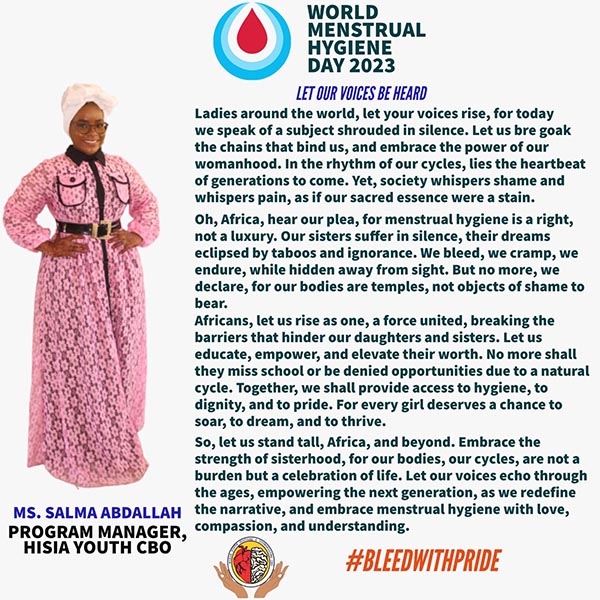 WORLD
MENSTRUAL
HYGIENE
DAY 2023
LET OUR VOICES BE HEARD
Ladies around the world, let your voices rise, for today
we speak of a subject shrouded in silence. Let us bre goak
the chains that bind us, and embrace the power of our
womanhood. In the rhythm of our cycles, lies the heartbeat
of generations to come. Yet, society whispers shame and
whispers pain, as if our sacred essence were a stain.
Oh, Africa, hear our plea, for menstrual hygiene is a right,
not a luxury. Our sisters suffer in silence, their dreams
eclipsed by taboos and ignorance. We bleed, we cramp, we
endure, while hidden away from sight. But no more, we
declare, for our bodies are temples, not objects of shame to
bear.
Africans, let us rise as one, a force united, breaking the
barriers that hinder our daughters and sisters. Let us
educate, empower, and elevate their worth. No more shall
they miss school or be denied opportunities due to a natural
cycle. Together, we shall provide access to hygiene, to
dignity, and to pride. For every girl deserves a chance to
soar, to dream, and to thrive.
So, let us stand tall, Africa, and beyond. Embrace the
strength of sisterhood, for our bodies, our cycles, are not a
burden but a celebration of life. Let our voices echo through
the ages, empowering the next generation, as we redefine
the narrative, and embrace menstrual hygiene with love,
compassion, and understanding.
MS. SALMA ABDALLAH
PROGRAM MANAGER,
HISIA YOUTH CBO
#BLEEDWITHPRIDE